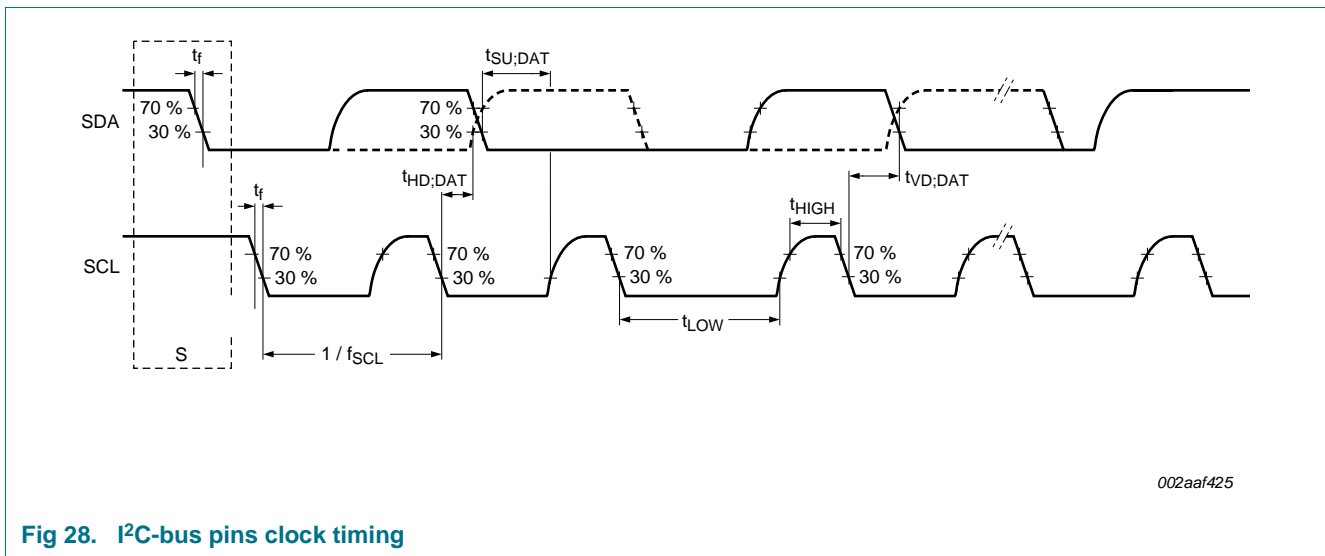 tf
tSU;DAT
70 %
30 %
70 %
30 %
SDA
tHD;DAT
tVD;DAT
tf
tHIGH
70 %
30 %
70 %
30 %
70 %
30 %
70 %
30 %
SCL
tLOW
S
1 / fSCL
002aaf425
Fig 28. I²C-bus pins clock timing